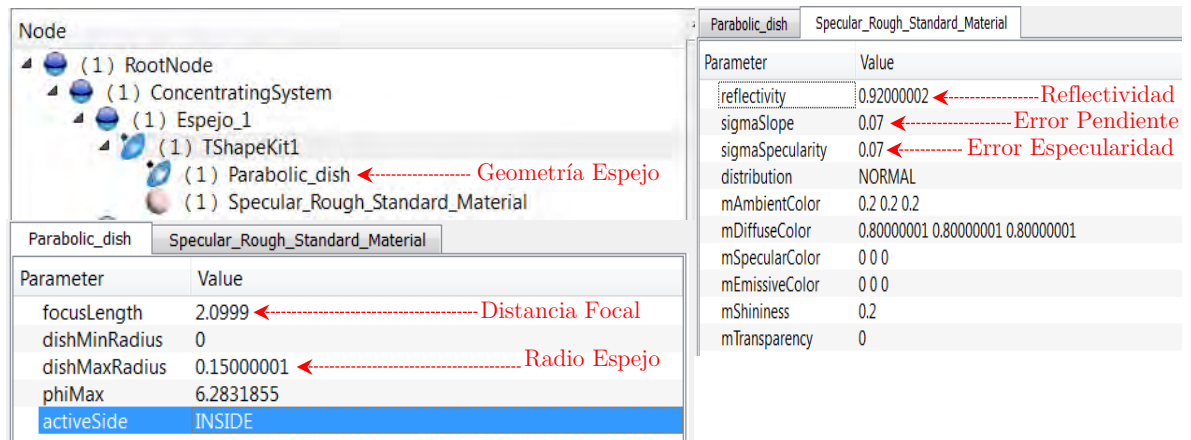 Node
(1) RootNode
(1) ConcentratingSystem
(1) Espejo_1
(1) TShapeKit1
(1) Parabolic_dish Geometría Espejo
(1) Specular_Rough_Standard_Material
Parabolic_dish Specular_Rough_Standard_Material
Parameter Value
focusLength 2.0999 Distancia Focal
dishMinRadius 0
dishMaxRadius 0.15000001 Radio Espejo
phiMax 6.2831855
activeSide INSIDE
Parabolic_dish Specular_Rough_Standard_Material
Parameter Value
reflectivity 0.92000002 Reflectividad
sigmaSlope 0.07 Error Pendiente
sigmaSpecularity 0.07 Error Especularidad
distribution NORMAL
mAmbientColor 0.2 0.2 0.2
mDiffuseColor 0.80000001 0.80000001 0.80000001
mSpecularColor 0 0 0
mEmissiveColor 0 0 0
mShininess 0.2
mTransparency 0